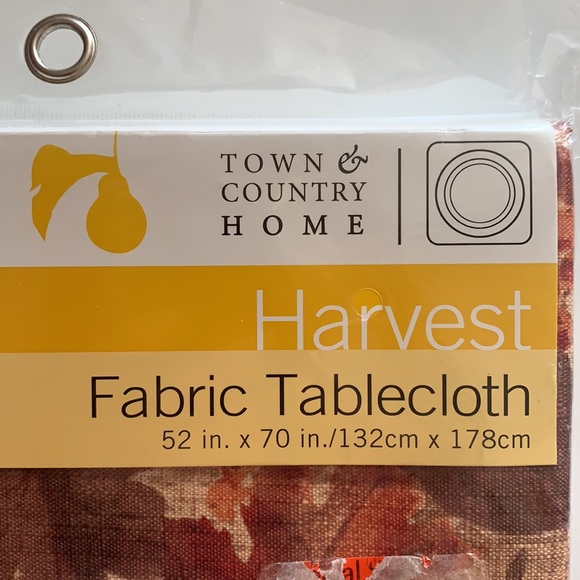 TOWN &
COUNTRY
HOME
Harvest
Fabric Tablecloth
52 in. x 70 in./132cm x 178cm